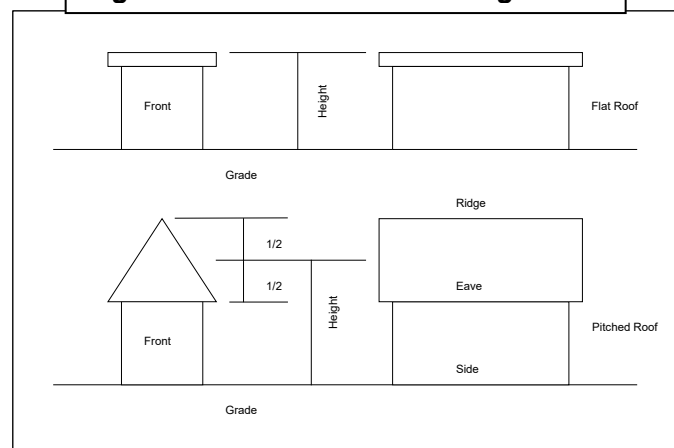 Front
Height
Flat Roof
Grade
Ridge
1/2
1/2
Eave
Height
Front
Pitched Roof
Side
Grade